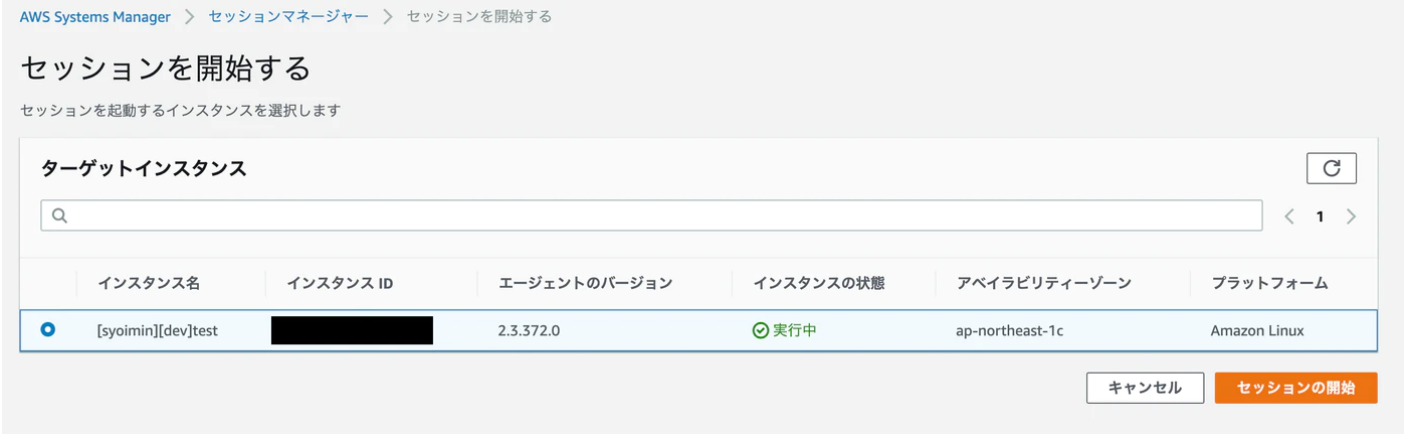 AWS Systems Manager > セッションマネージャー > セッションを開始する
セッションを開始する
セッションを起動するインスタンスを選択します
ターゲットインスタンス
< 1 >
インスタンス名 インスタンス ID エージェントのバージョン インスタンスの状態 アベイラビリティーゾーン プラットフォーム
[syoimin][dev]test 2.3.372.0 実行中 ap-northeast-1c Amazon Linux
キャンセル セッションの開始